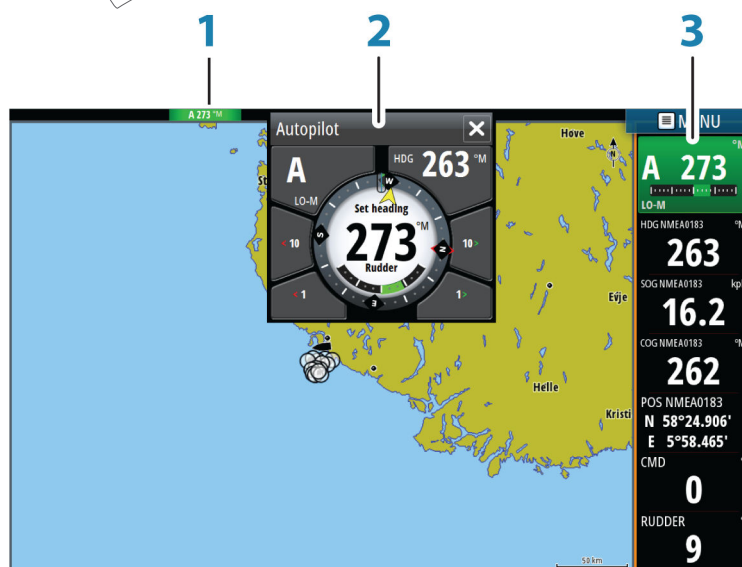 1
2
3
A 273 °M
Autopilot
A
LO-M
HDG 263 °M
< 10
10 >
< 1
1 >
W
S
N
E
Set heading
273 °M
Rudder
Hove
N
Evje
Helle
Kristi
50 km
MENU
A 273 °M
LO-M
HDG NMEA0183 °M
263
SOG NMEA0183
16.2
COG NMEA0183 °M
262
POS NMEA0183
N 58°24.906'
E 5°58.465'
CMD
0
RUDDER
9